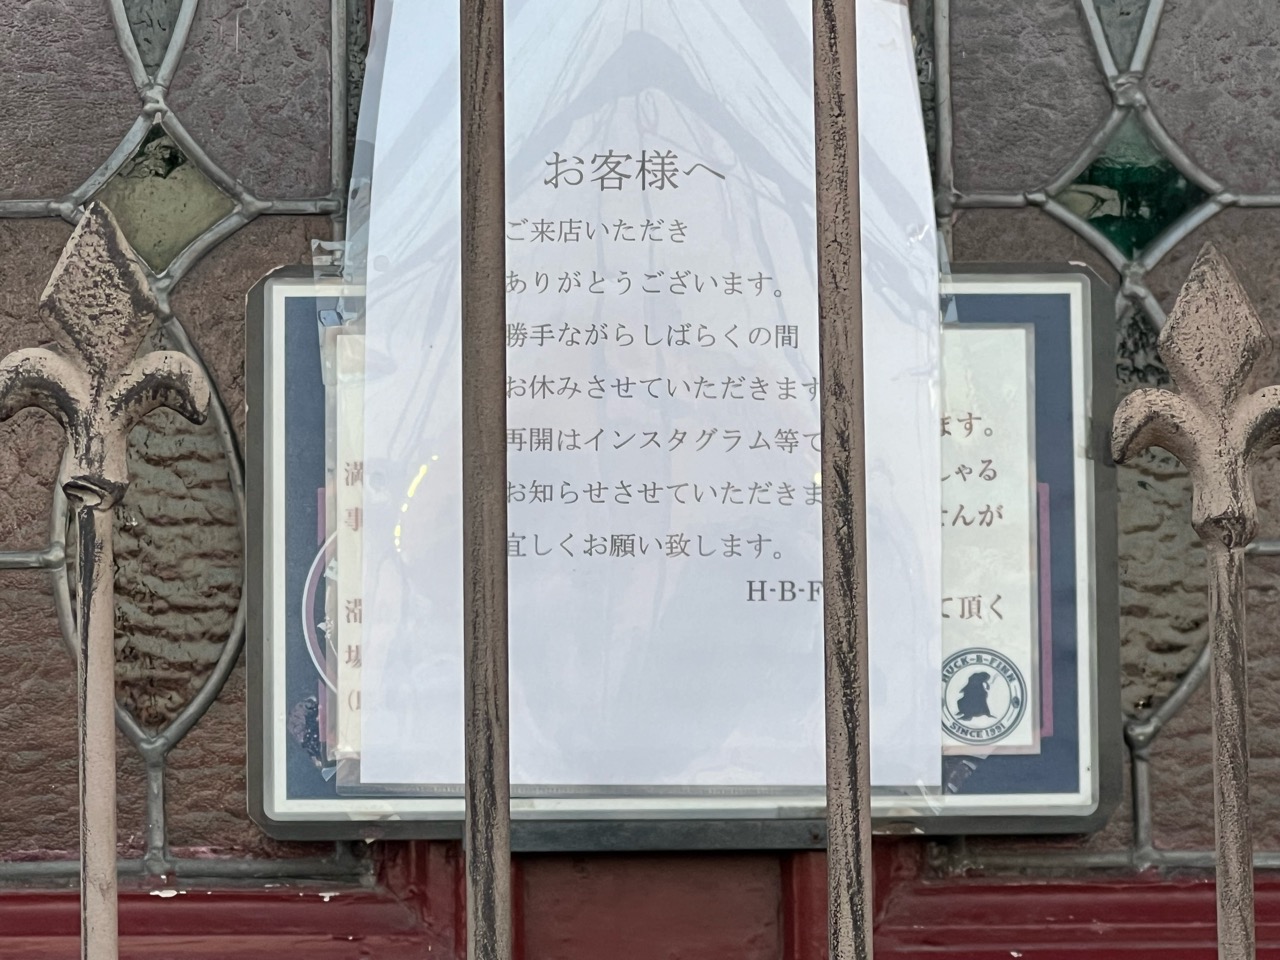 お客様へ
ご来店いただき
ありがとうございます。
勝手ながらしばらくの間
お休みさせていただきます
再開はインスタグラム等で
お知らせさせていただきま
宜しくお願い致します。
H-B-F
ます。
しゃる
せんが
て頂く
満
事
場
HUCK-B-FINN
SINCE 1991